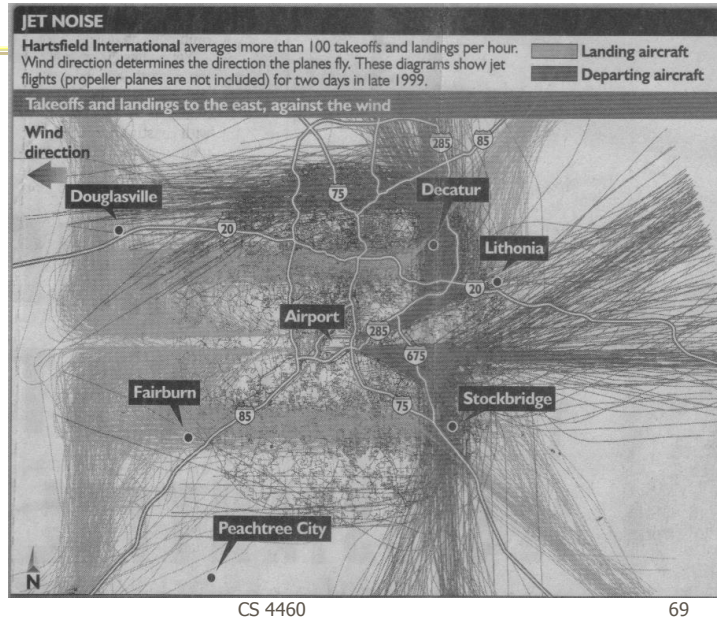 JET NOISE
Hartsfield International averages more than 100 takeoffs and landings per hour.
Wind direction determines the direction the planes fly. These diagrams show jet
flights (propeller planes are not included) for two days in late 1999.
Landing aircraft
Departing aircraft
Takeoffs and landings to the east, against the wind
Wind
direction
285
85
75
Decatur
Douglasville
20
Lithonia
20
Airport
285
675
Fairburn
85
75
Stockbridge
Peachtree City
N
CS 4460
69